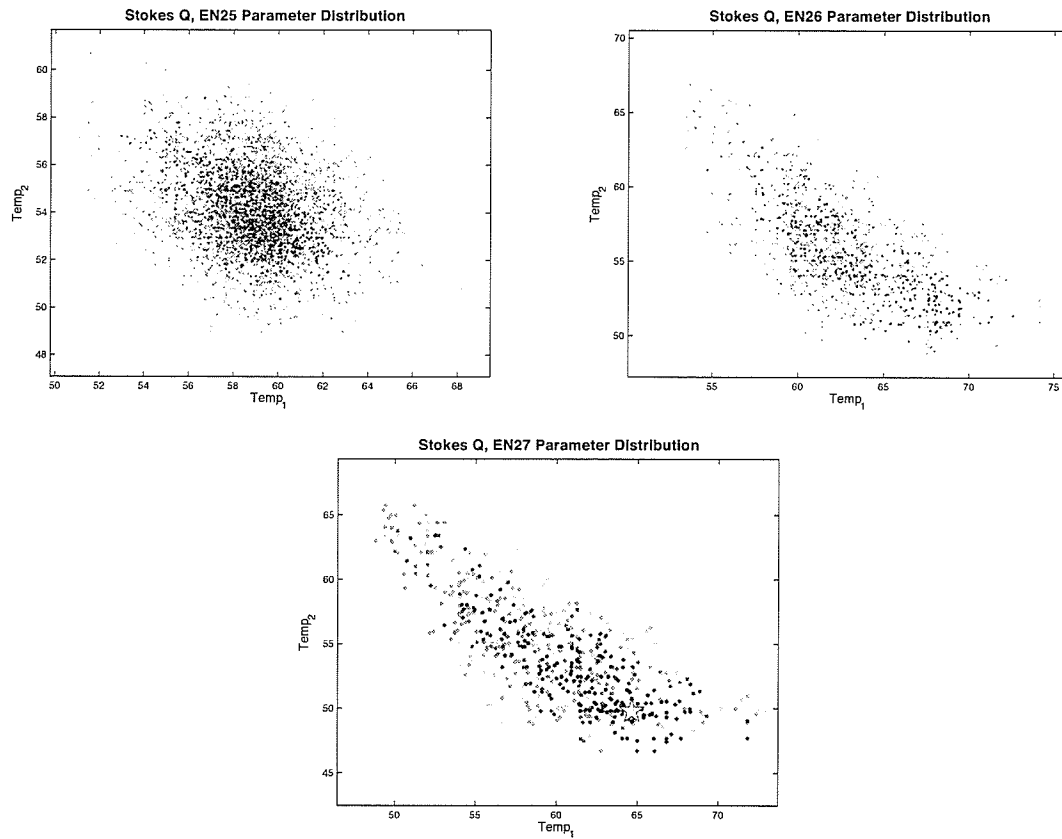 Stokes Q, EN25 Parameter Distribution
60
58
56
54
52
50
48
Temp2
50 52 54 56 58 60 62 64 66 68
Temp1
Stokes Q, EN26 Parameter Distribution
70
65
60
55
50
Temp2
55 60 65 70 75
Temp1
Stokes Q, EN27 Parameter Distribution
65
60
55
50
45
Temp2
50 55 60 65 70
Temp1